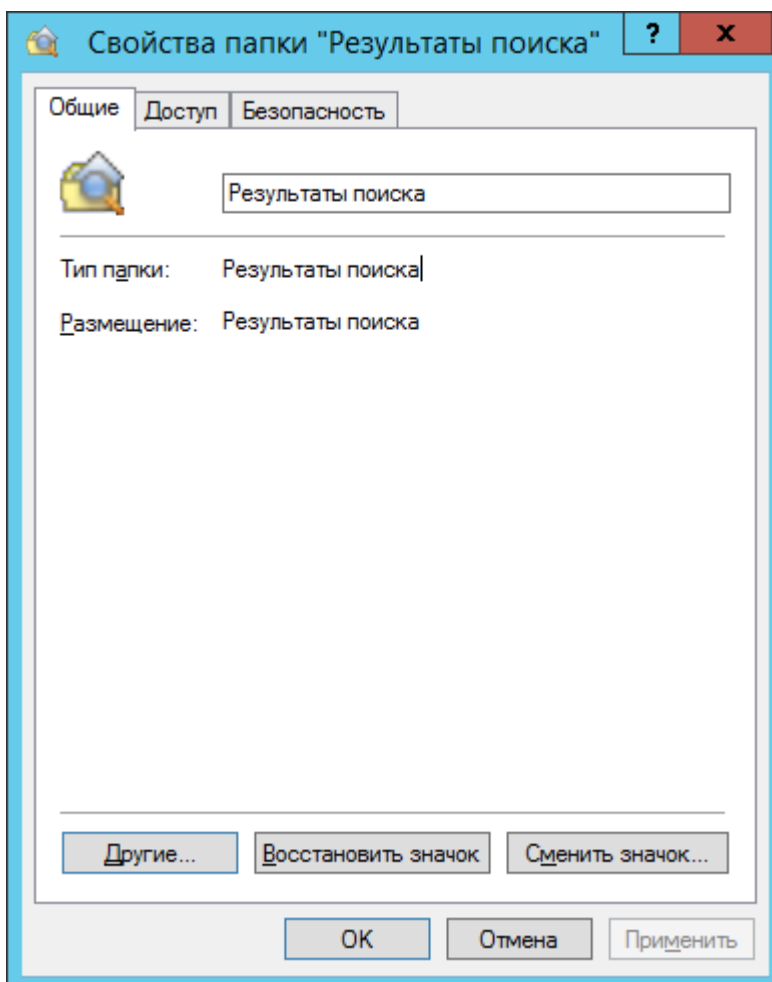 Свойства папки "Результаты поиска" ? x
Общие Доступ Безопасность
Результаты поиска
Тип папки: Результаты поиска
Размещение: Результаты поиска
Другие... Восстановить значок Сменить значок...
OK Отмена Применить